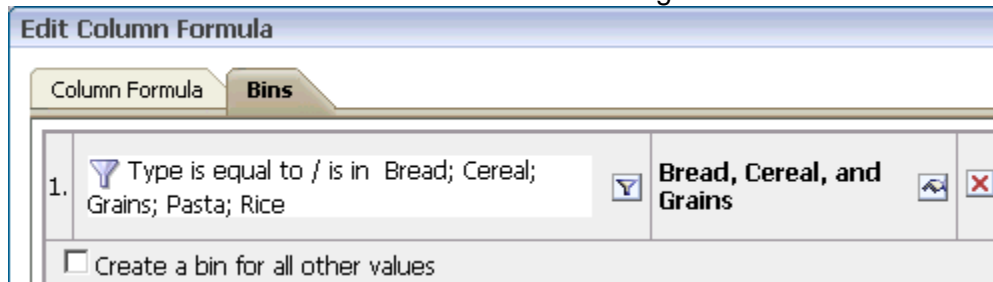 Edit Column Formula
Column Formula Bins
1. Type is equal to / is in Bread; Cereal; Grains; Pasta; Rice
Bread, Cereal, and Grains
Create a bin for all other values